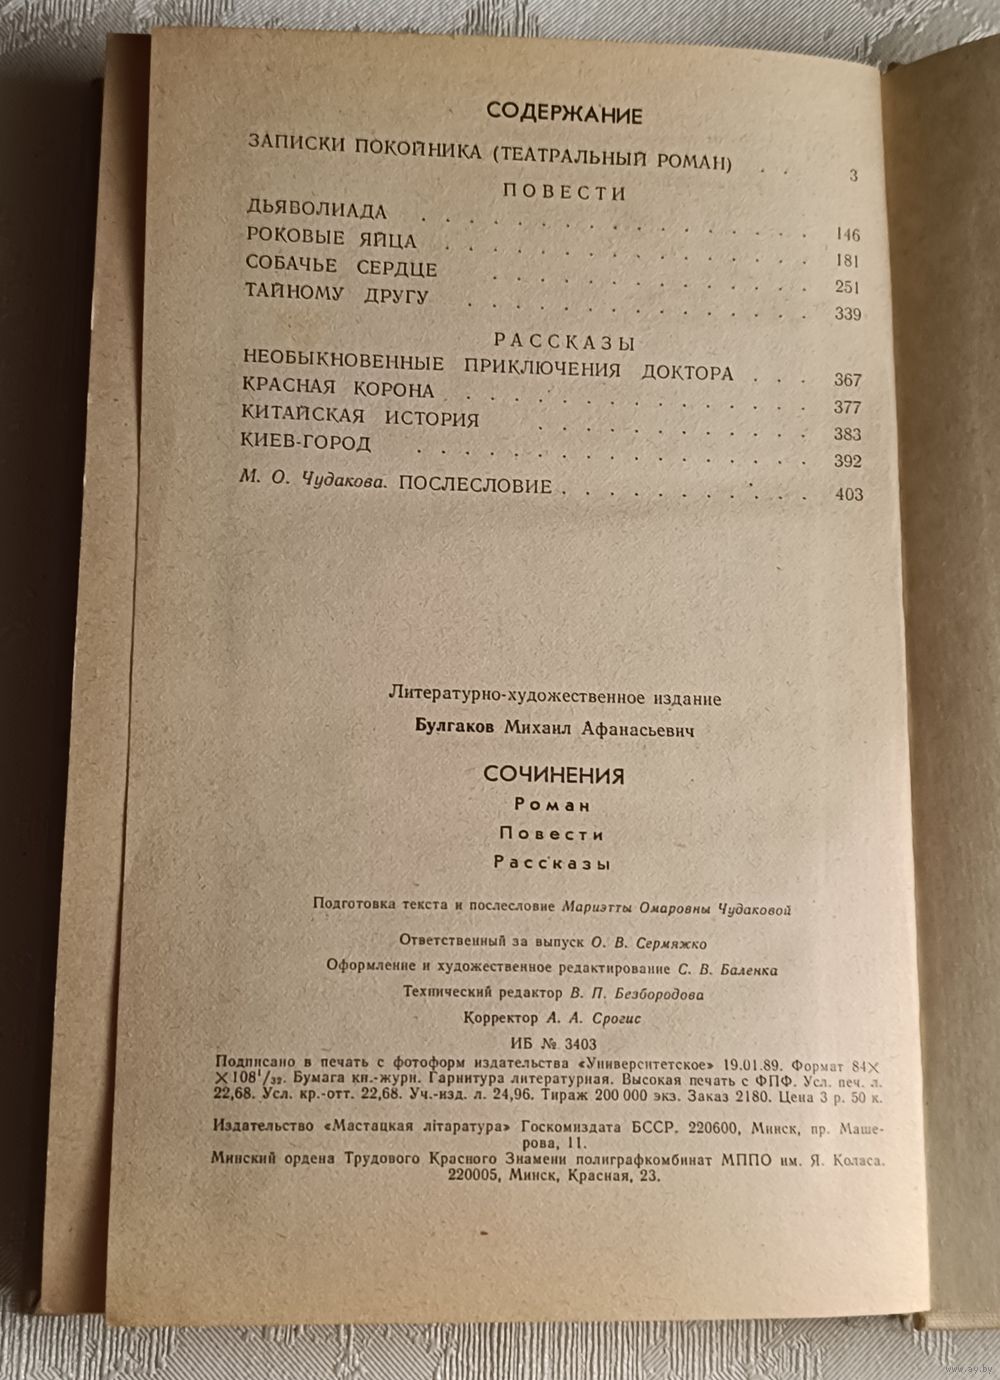 СОДЕРЖАНИЕ
ЗАПИСКИ ПОКОЙНИКА (ТЕАТРАЛЬНЫЙ РОМАН) . . 3
ПОВЕСТИ
ДЬЯВОЛИАДА . . . . . . . . . . . . . . 146
РОКОВЫЕ ЯЙЦА . . . . . . . . . . . . . 181
СОБАЧЬЕ СЕРДЦЕ . . . . . . . . . . . . 251
ТАЙНОМУ ДРУГУ . . . . . . . . . . . . . 339
РАССКАЗЫ
НЕОБЫКНОВЕННЫЕ ПРИКЛЮЧЕНИЯ ДОКТОРА . . . 367
КРАСНАЯ КОРОНА . . . . . . . . . . . . . 377
КИТАЙСКАЯ ИСТОРИЯ . . . . . . . . . . 383
КИЕВ-ГОРОД . . . . . . . . . . . . . . 392
М. О. Чудакова. ПОСЛЕСЛОВИЕ . . . . . . . . . 403
Литературно-художественное издание
Булгаков Михаил Афанасьевич
СОЧИНЕНИЯ
Роман
Повести
Рассказы
Подготовка текста и послесловие Мариэтты Омаровны Чудаковой
Ответственный за выпуск О. В. Сермяжко
Оформление и художественное редактирование С. В. Баленка
Технический редактор В. П. Безбородова
Корректор А. А. Срогис
ИБ № 3403
Подписано в печать с фотоформ издательства «Университетское» 19.01.89. Формат 84×
×108¹/₃₂. Бумага кн.-журн. Гарнитура литературная. Высокая печать с ФПФ. Усл. печ. л.
22,68. Усл. кр.-отт. 22,68. Уч.-изд. л. 24,96. Тираж 200 000 экз. Заказ 2180. Цена 3 р. 50 к.
Издательство «Мастацкая літаратура» Госкомиздата БССР. 220600, Минск, пр. Маше-
рова, 11.
Минский ордена Трудового Красного Знамени полиграфкомбинат МППО им. Я. Коласа.
220005, Минск, Красная, 23.
www.ay.by